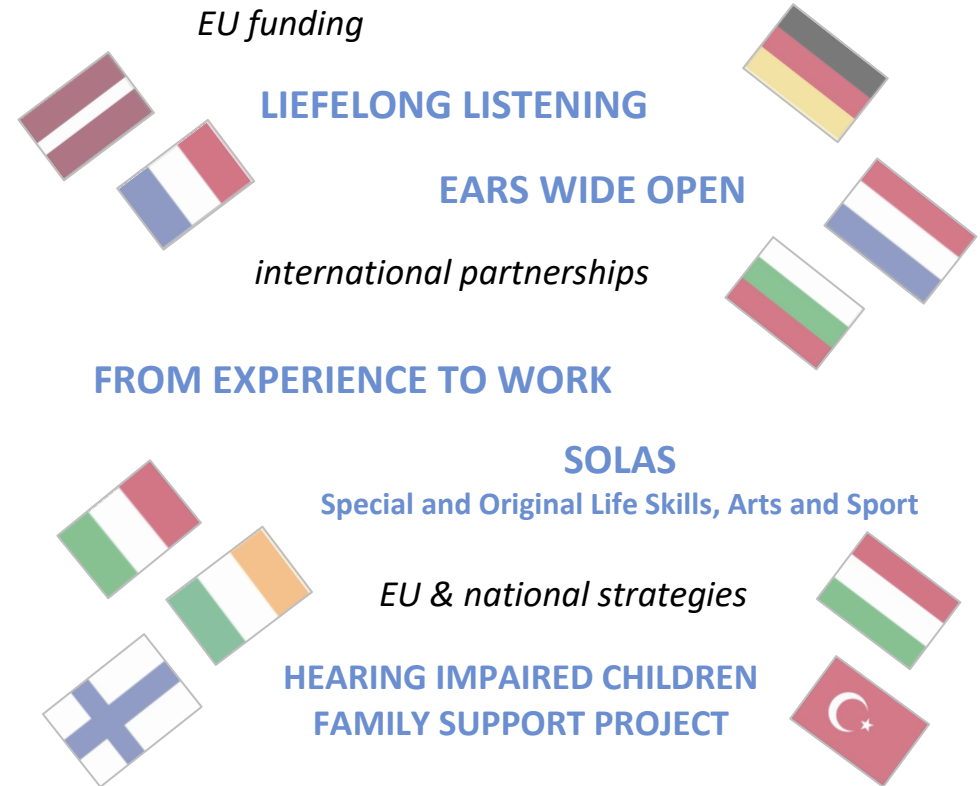 EU funding
LIEFELONG LISTENING
EARS WIDE OPEN
international partnerships
FROM EXPERIENCE TO WORK
SOLAS
Special and Original Life Skills, Arts and Sport
EU & national strategies
HEARING IMPAIRED CHILDREN
FAMILY SUPPORT PROJECT